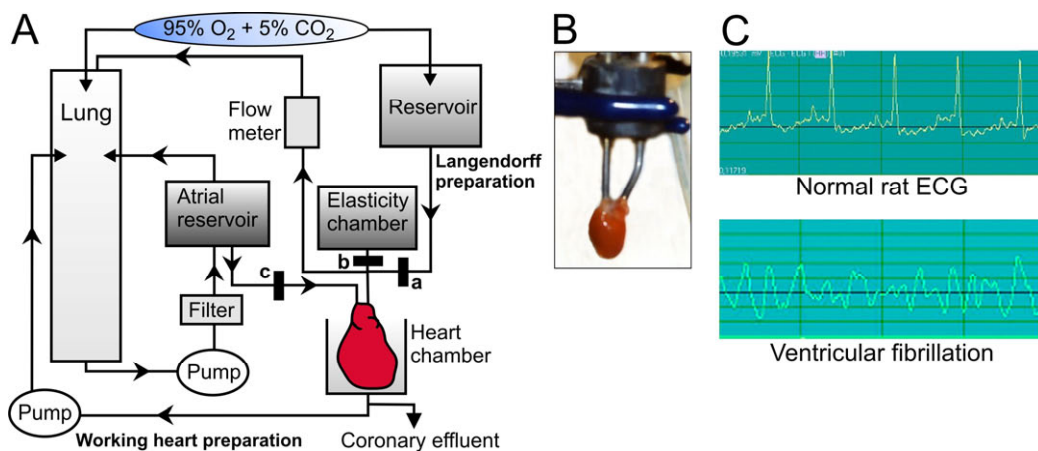 A
95% O₂ + 5% CO₂
Lung
Flow
meter
Reservoir
Langendorff
preparation
Atrial
reservoir
Elasticity
chamber
b
a
c
Filter
Heart
chamber
Pump
Pump
Working heart preparation
Coronary effluent
B
C
Normal rat ECG
Ventricular fibrillation